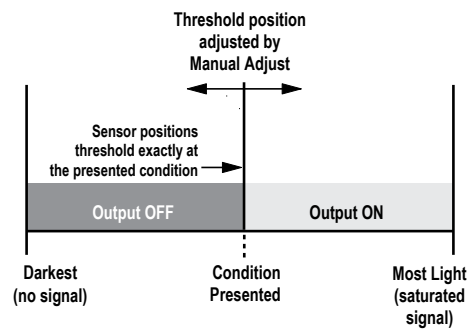 Threshold position
adjusted by
Manual Adjust
Sensor positions
threshold exactly at
the presented condition
Output OFF
Output ON
Darkest
(no signal)
Condition
Presented
Most Light
(saturated
signal)